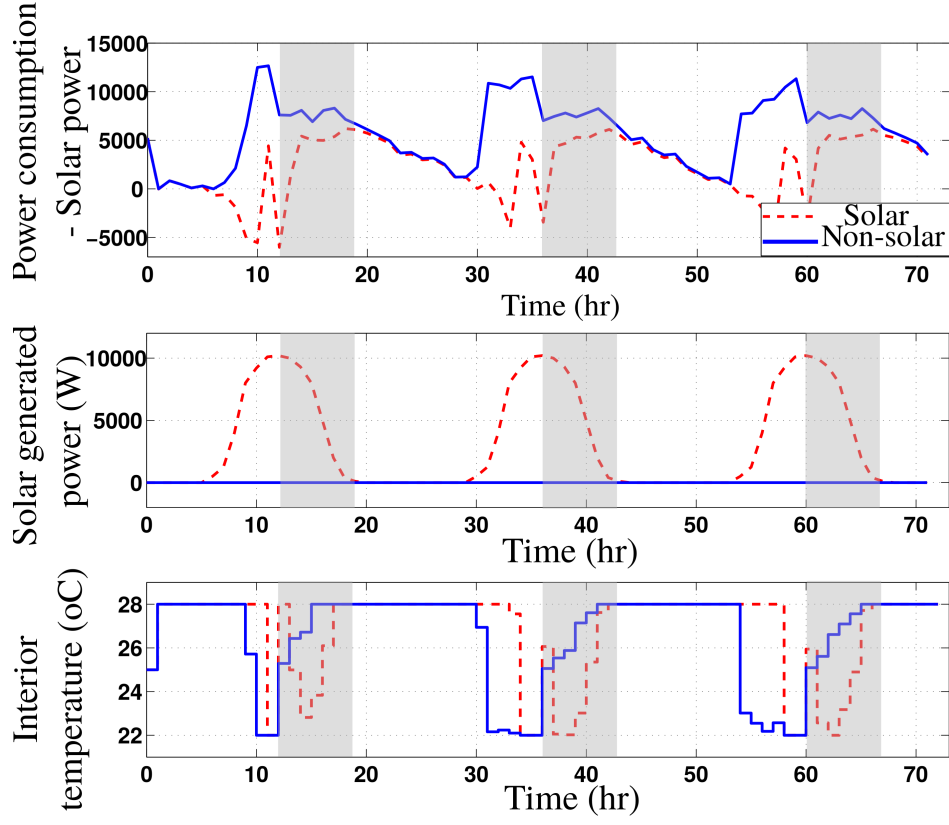 Power consumption
- Solar power
15000
10000
5000
0
−5000
0 10 20 30 40 50 60 70
Time (hr)
Solar
Non-solar
Solar generated
power (W)
10000
5000
0
0 10 20 30 40 50 60 70
Time (hr)
Interior
temperature (oC)
28
26
24
22
0 10 20 30 40 50 60 70
Time (hr)